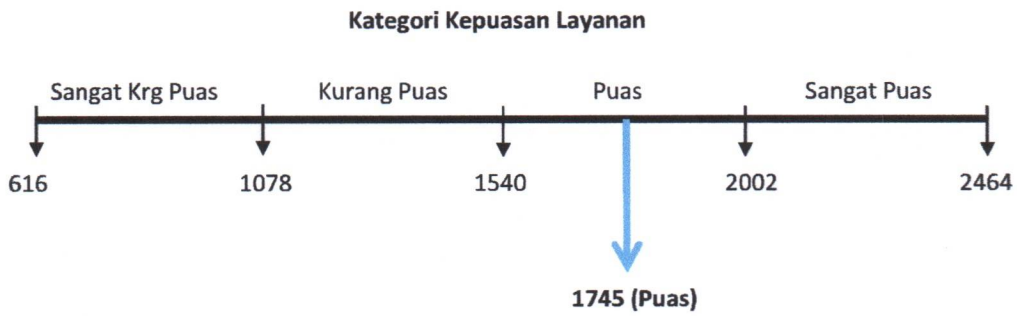 Kategori Kepuasan Layanan
Sangat Krg Puas Kurang Puas Puas Sangat Puas
616 1078 1540 2002 2464
1745 (Puas)